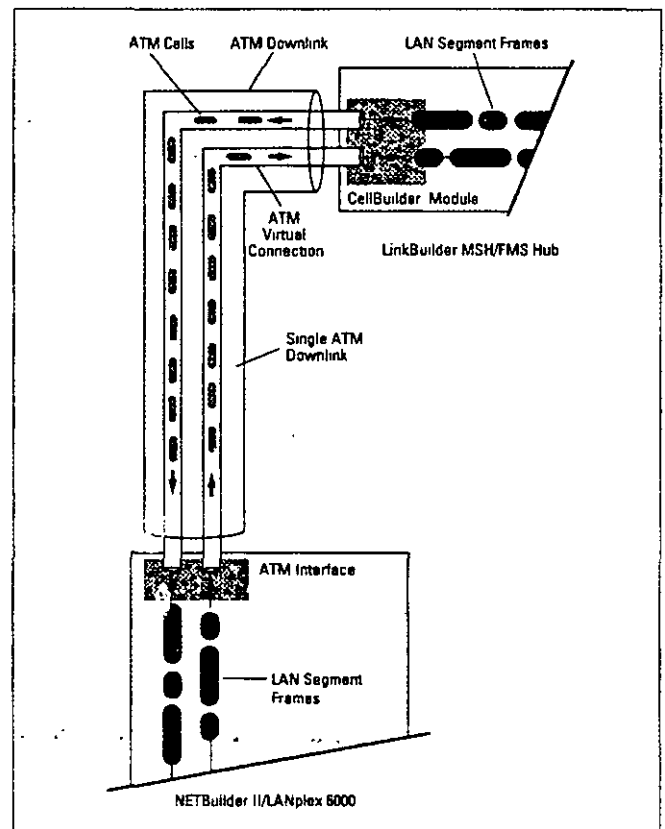 ATM Cells
ATM Downlink
LAN Segment Frames
CellBuilder Module
ATM
Virtual
Connection
LinkBuilder MSH/FMS Hub
Single ATM
Downlink
ATM Interface
LAN Segment
Frames
NETBuilder II/LANplex 6000